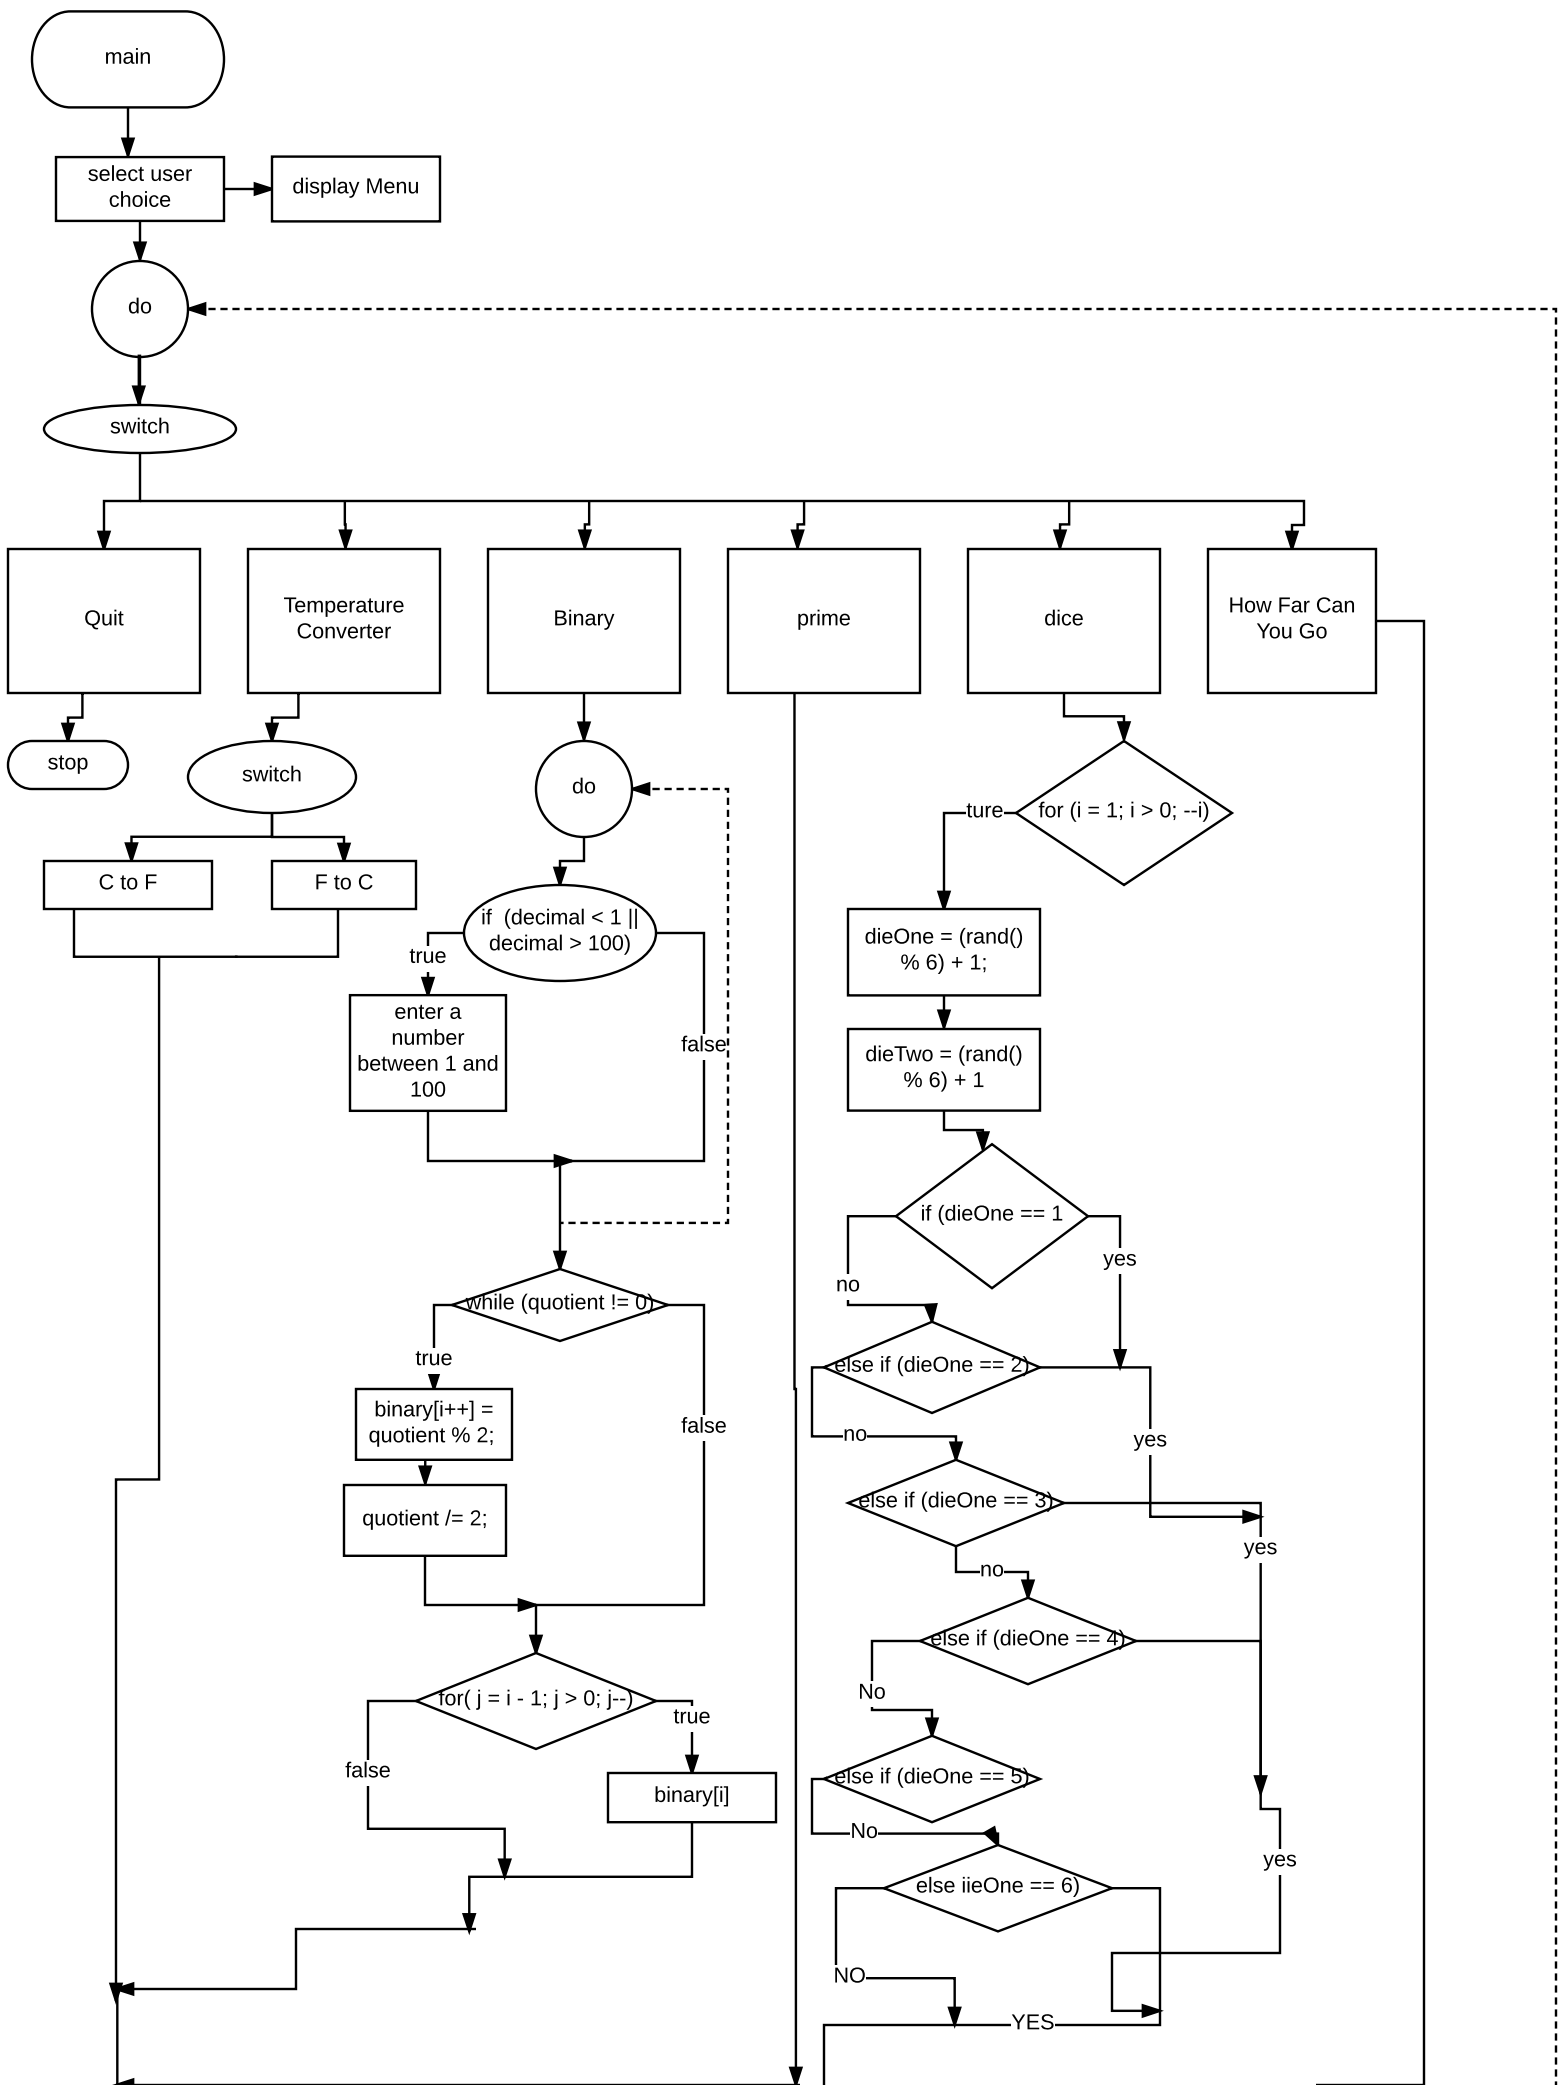 main
select user
choice
display Menu
do
switch
Quit
Temperature
Converter
Binary
prime
dice
How Far Can
You Go
stop
switch
do
for (i = 1; i > 0; --i)
ture
C to F
F to C
if  (decimal < 1 ||
decimal > 100)
true
false
enter a
number
between 1 and
100
dieOne = (rand()
% 6) + 1;
dieTwo = (rand()
% 6) + 1
if (dieOne == 1
yes
no
while (quotient != 0)
true
false
else if (dieOne == 2)
yes
no
binary[i++] =
quotient % 2;
quotient /= 2;
else if (dieOne == 3)
yes
no
else if (dieOne == 4)
No
for( j = i - 1; j > 0; j--)
true
false
binary[i]
else if (dieOne == 5)
No
yes
else iieOne == 6)
NO
YES